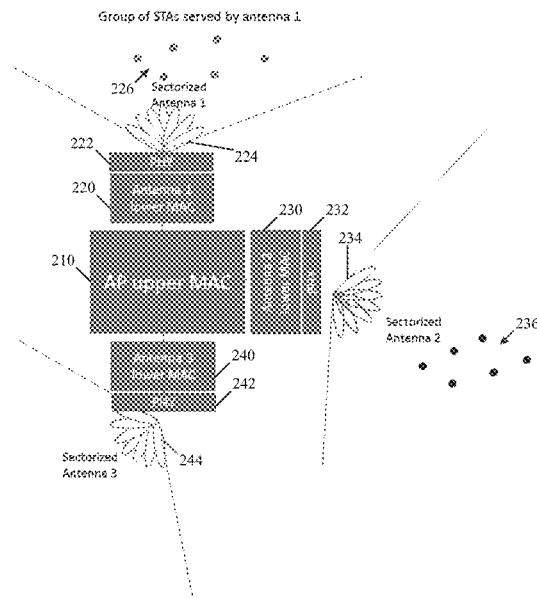 Group of STAs served by antenna 1
226
Sectorized
Antenna 1
222
PHY
224
220
Antenna 1
lower MAC
230
232
210
AP upper MAC
234
Sectorized
Antenna 2
236
Antenna 3
lower MAC
240
PHY
242
Sectorized
Antenna 3
244